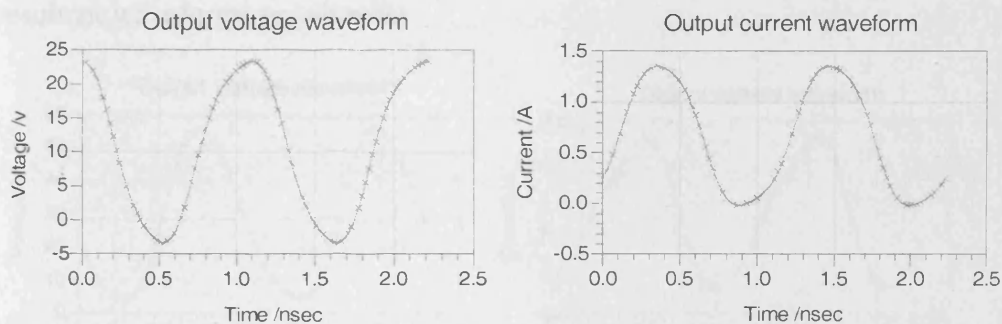 Output voltage waveform
25
20
15
10
5
0
-5
Voltage /v
0.0 0.5 1.0 1.5 2.0 2.5
Time /nsec
Output current waveform
1.5
1.0
0.5
0.0
-0.5
Current /A
0.0 0.5 1.0 1.5 2.0 2.5
Time /nsec